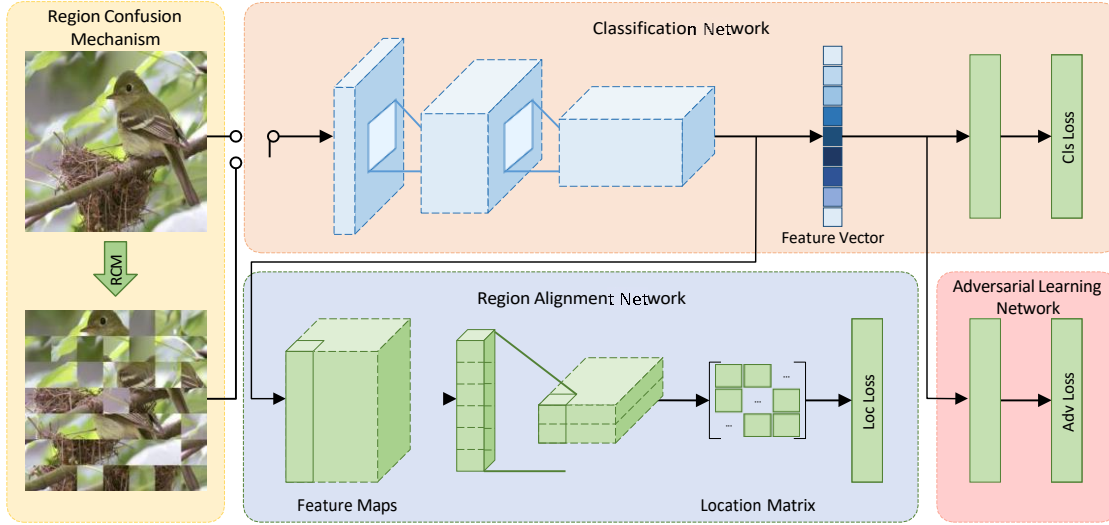 Region Confusion
Mechanism
Classification Network
Cls Loss
Feature Vector
RCM
Region Alignment Network
Adversarial Learning
Network
...
...
...
Loc Loss
Adv Loss
Feature Maps
Location Matrix